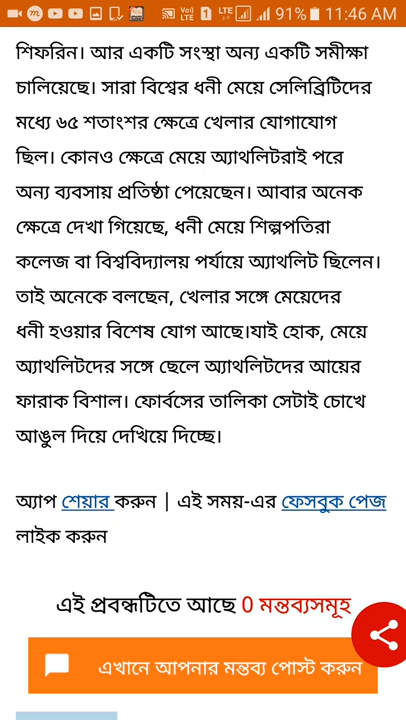 91% 11:46 AM
শিফরিন। আর একটি সংস্থা অন্য একটি সমীক্ষা
চালিয়েছে। সারা বিশ্বের ধনী মেয়ে সেলিব্রিটিদের
মধ্যে ৬৫ শতাংশর ক্ষেত্রে খেলার যোগাযোগ
ছিল। কোনও ক্ষেত্রে মেয়ে অ্যাথলিটরাই পরে
অন্য ব্যবসায় প্রতিষ্ঠা পেয়েছেন। আবার অনেক
ক্ষেত্রে দেখা গিয়েছে, ধনী মেয়ে শিল্পপতিরা
কলেজ বা বিশ্ববিদ্যালয় পর্যায়ে অ্যাথলিট ছিলেন।
তাই অনেকে বলছেন, খেলার সঙ্গে মেয়েদের
ধনী হওয়ার বিশেষ যোগ আছে।যাই হোক, মেয়ে
অ্যাথলিটদের সঙ্গে ছেলে অ্যাথলিটদের আয়ের
ফারাক বিশাল। ফোর্বসের তালিকা সেটাই চোখে
আঙুল দিয়ে দেখিয়ে দিচ্ছে।
অ্যাপ শেয়ার করুন | এই সময়-এর ফেসবুক পেজ
লাইক করুন
এই প্রবন্ধটিতে আছে 0 মন্তব্যসমূহ
এখানে আপনার মন্তব্য পোস্ট করুন